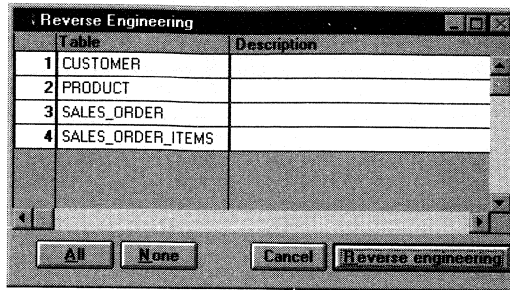 Reverse Engineering
Table Description
1 CUSTOMER
2 PRODUCT
3 SALES_ORDER
4 SALES_ORDER_ITEMS
All None Cancel Reverse engineering